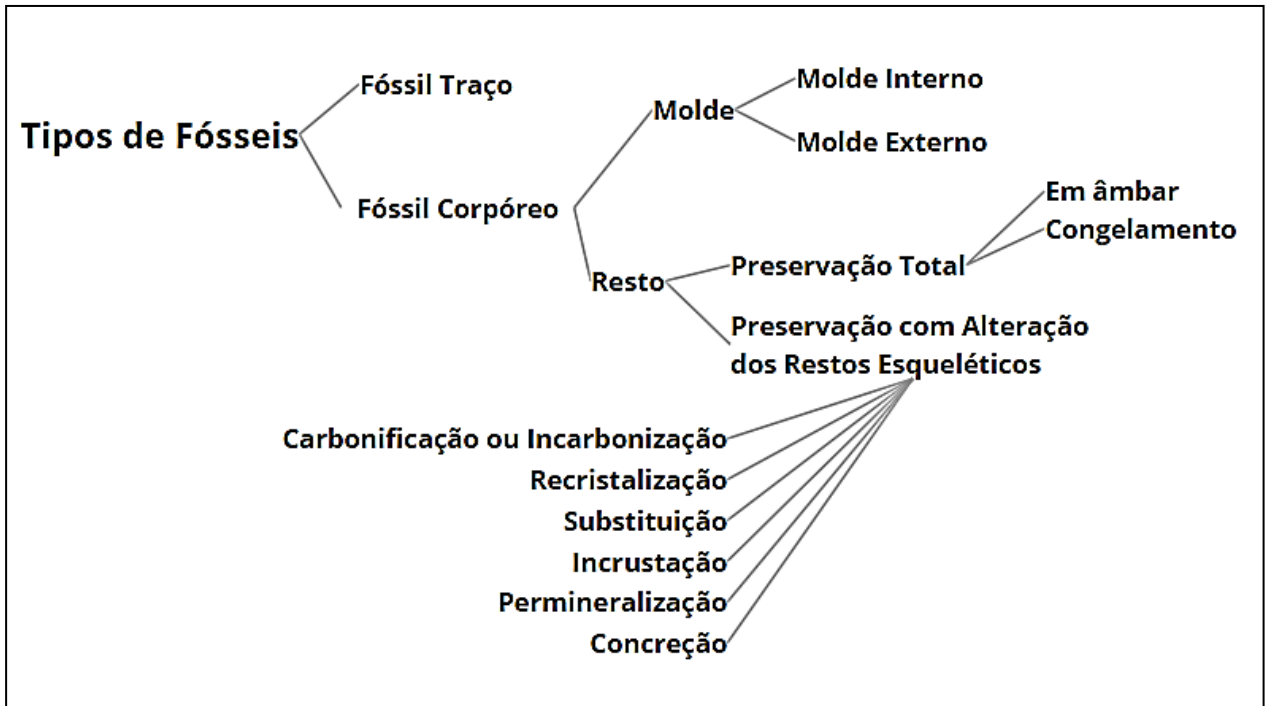 Tipos de Fósseis
Fóssil Traço
Fóssil Corpóreo
Molde
Molde Interno
Molde Externo
Resto
Preservação Total
Em âmbar
Congelamento
Preservação com Alteração
dos Restos Esqueléticos
Carbonificação ou Incarbonização
Recristalização
Substituição
Incrustação
Permineralização
Concreção